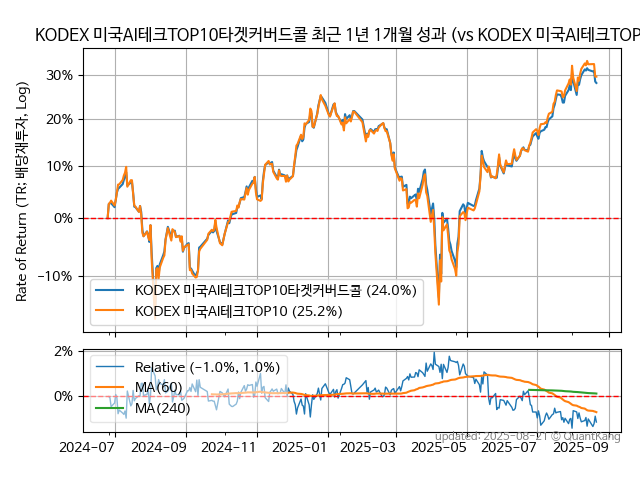 KODEX 미국AI테크TOP10타겟커버드콜 최근 1년 1개월 성과 (vs KODEX 미국AI테크TOP
Rate of Return (TR: 배당재투자, Log)
30%
20%
10%
0%
−10%
KODEX 미국AI테크TOP10타겟커버드콜 (24.0%)
KODEX 미국AI테크TOP10 (25.2%)
2%
0%
Relative (−1.0%, 1.0%)
MA(60)
MA(240)
2024-07 2024-09 2024-11 2025-01 2025-03 2025-05 2025-07 2025-09
updated: 2025-08-21 © QuantKang